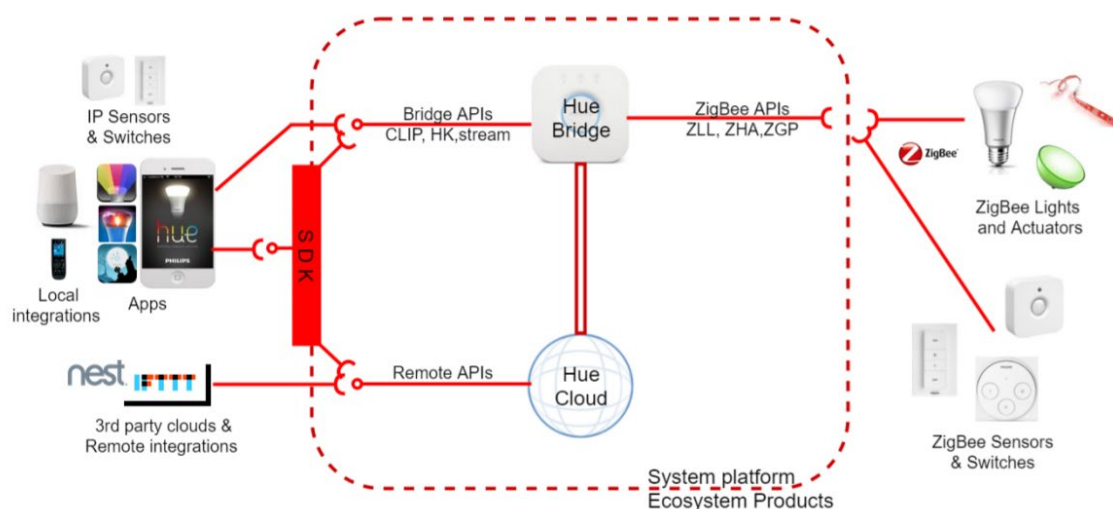 IP Sensors
& Switches
Bridge APIs
CLIP, HK,stream
Hue
Bridge
ZigBee APIs
ZLL, ZHA,ZGP
ZigBee
ZigBee Lights
and Actuators
hue
PHILIPS
SDK
Local
integrations
Apps
nest
IFTTT
3rd party clouds &
Remote integrations
Remote APIs
Hue
Cloud
ZigBee Sensors
& Switches
System platform
Ecosystem Products